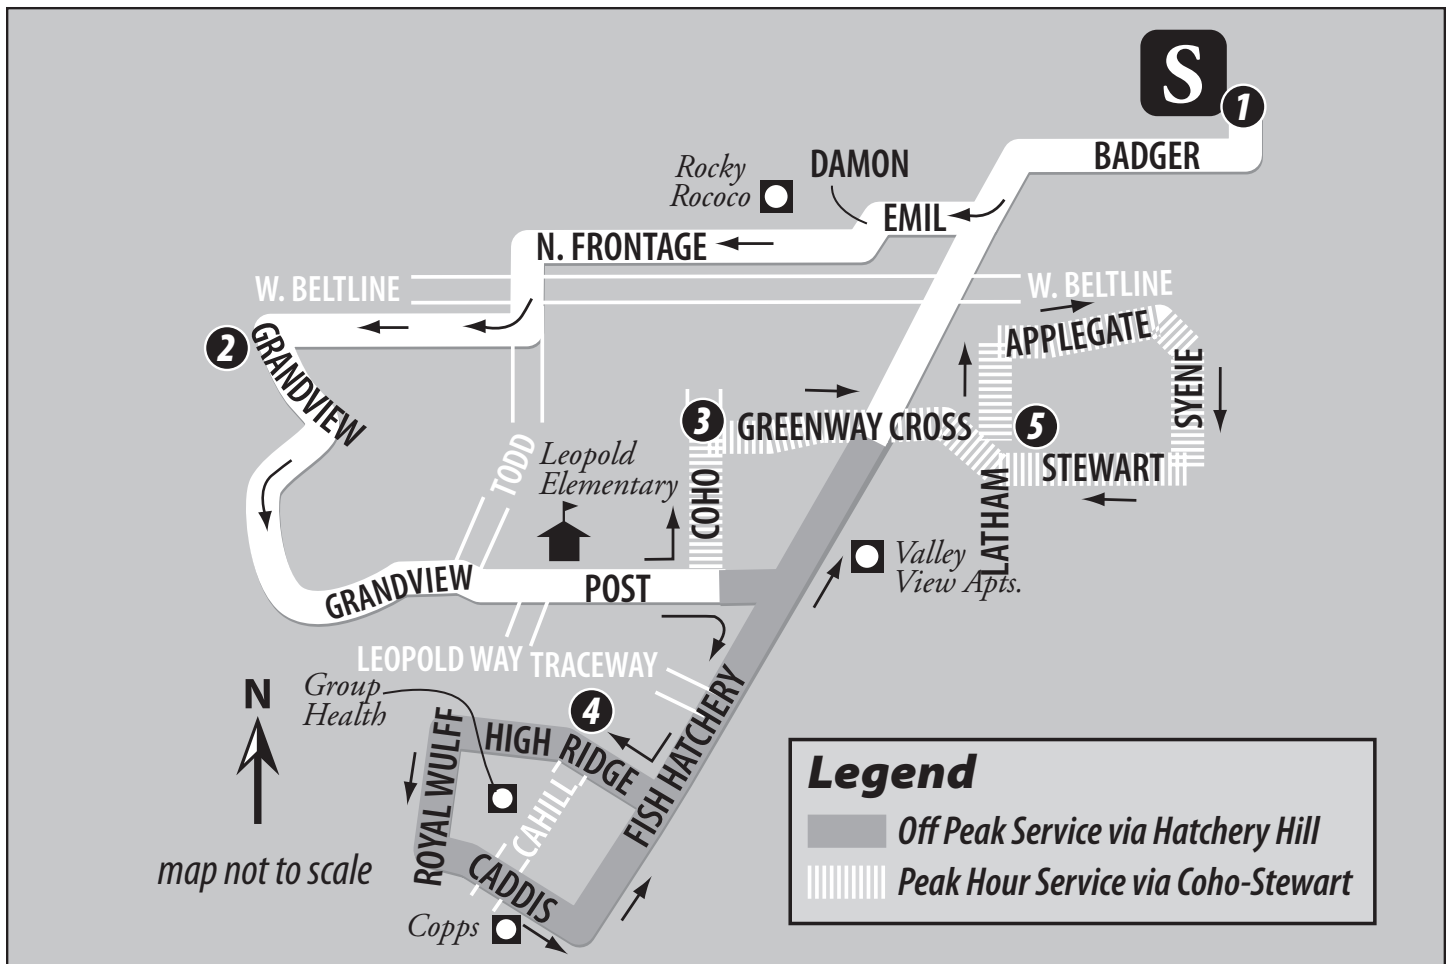 S
1
BADGER
DAMON
Rocky
Rococo
EMIL
N. FRONTAGE
W. BELTLINE
W. BELTLINE
APPLEGATE
2
GRANDVIEW
SYENE
3
GREENWAY CROSS
5
TODD
Leopold
Elementary
COHO
STEWART
LATHAM
Valley
View Apts.
GRANDVIEW
POST
LEOPOLD WAY
TRACEWAY
N
Group
Health
4
HIGH RIDGE
ROYAL WULFF
FISH HATCHERY
CAHILL
CADDIS
Copps
map not to scale
Legend
Off Peak Service via Hatchery Hill
Peak Hour Service via Coho-Stewart